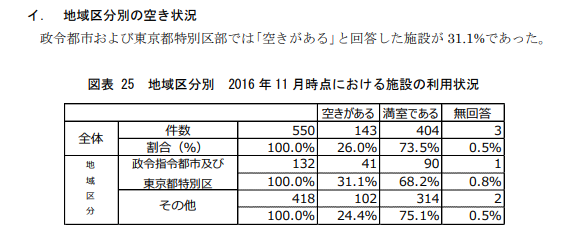 イ. 地域区分別の空き状況
政令都市および東京都特別区部では「空きがある」と回答した施設が 31.1%であった。
図表 25 地域区分別 2016 年 11 月時点における施設の利用状況
空きがある 満室である 無回答
全体 件数 550 143 404 3
割合（%） 100.0% 26.0% 73.5% 0.5%
地域区分 政令指令都市及び 132 41 90 1
東京都特別区 100.0% 31.1% 68.2% 0.8%
その他 418 102 314 2
100.0% 24.4% 75.1% 0.5%